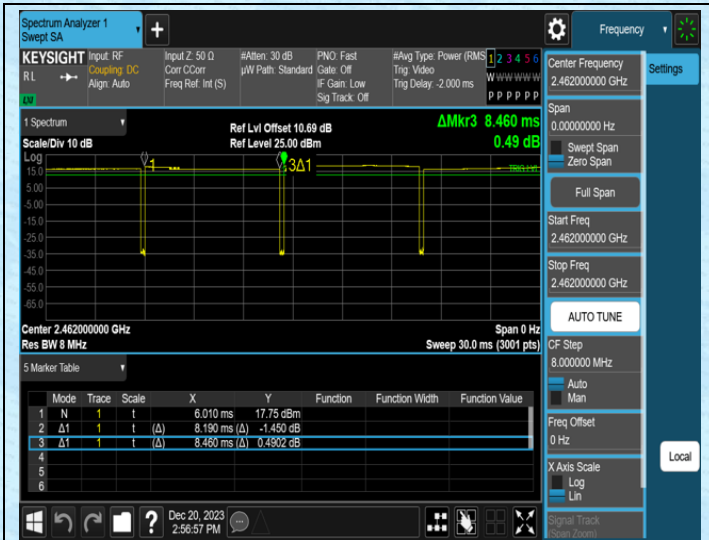 Spectrum Analyzer 1
Swept SA
+
Frequency
KEYSIGHT
RL
LXI
Input: RF
Coupling: DC
Align: Auto
Input Z: 50 Ω
Corr CCorr
Freq Ref: Int (S)
#Atten: 30 dB
µW Path: Standard
PNO: Fast
Gate: Off
IF Gain: Low
Sig Track: Off
#Avg Type: Power (RMS
Trig: Video
Trig Delay: -2.000 ms
1 2 3 4 5 6
W W W W W W
P P P P P P
1 Spectrum
Scale/Div 10 dB
Ref Lvl Offset 10.69 dB
Ref Level 25.00 dBm
ΔMkr3 8.460 ms
0.49 dB
Log
15.0
5.00
-5.00
-15.0
-25.0
-35.0
-45.0
-55.0
-65.0
1
3Δ1
TRIG LVL
Center 2.462000000 GHz
Res BW 8 MHz
Span 0 Hz
Sweep 30.0 ms (3001 pts)
5 Marker Table
Mode Trace Scale X Y Function Function Width Function Value
1 N 1 t 6.010 ms 17.75 dBm
2 Δ1 1 t (Δ) 8.190 ms (Δ) -1.450 dB
3 Δ1 1 t (Δ) 8.460 ms (Δ) 0.4902 dB
4
5
6
?
Dec 20, 2023
2:56:57 PM
Center Frequency
2.462000000 GHz
Span
0.00000000 Hz
Swept Span
Zero Span
Full Span
Start Freq
2.462000000 GHz
Stop Freq
2.462000000 GHz
AUTO TUNE
CF Step
8.000000 MHz
Auto
Man
Freq Offset
0 Hz
X Axis Scale
Log
Lin
Signal Track
(Span Zoom)
Settings
Local